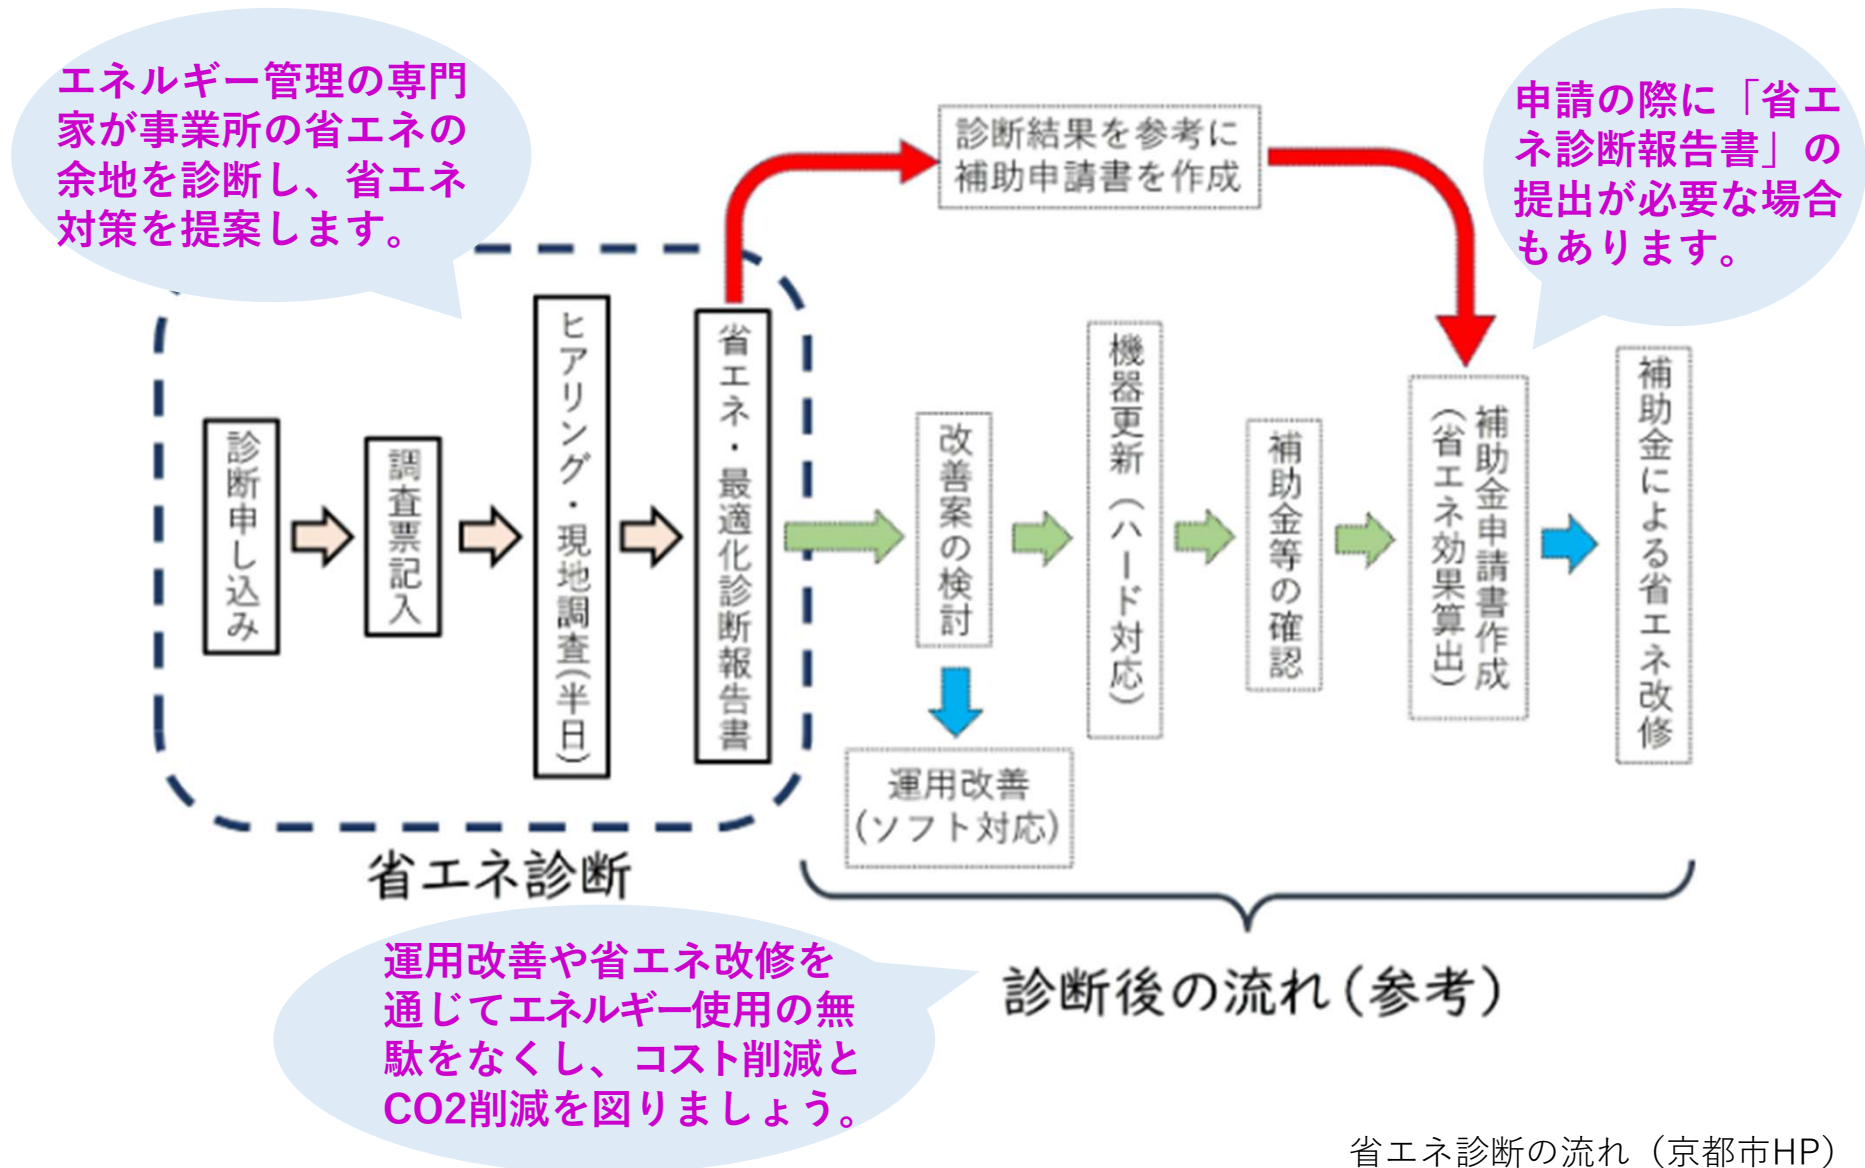 エネルギー管理の専門
家が事業所の省エネの
余地を診断し、省エネ
対策を提案します。
診断結果を参考に
補助申請書を作成
申請の際に「省エ
ネ診断報告書」の
提出が必要な場合
もあります。
診断申し込み
調査票記入
ヒアリング・現地調査(半日)
省エネ・最適化診断報告書
改善案の検討
機器更新(ハード対応)
補助金等の確認
補助金申請書作成
(省エネ効果算出)
補助金による省エネ改修
運用改善
(ソフト対応)
省エネ診断
診断後の流れ(参考)
運用改善や省エネ改修を
通じてエネルギー使用の無
駄をなくし、コスト削減と
CO2削減を図りましょう。
省エネ診断の流れ（京都市HP）